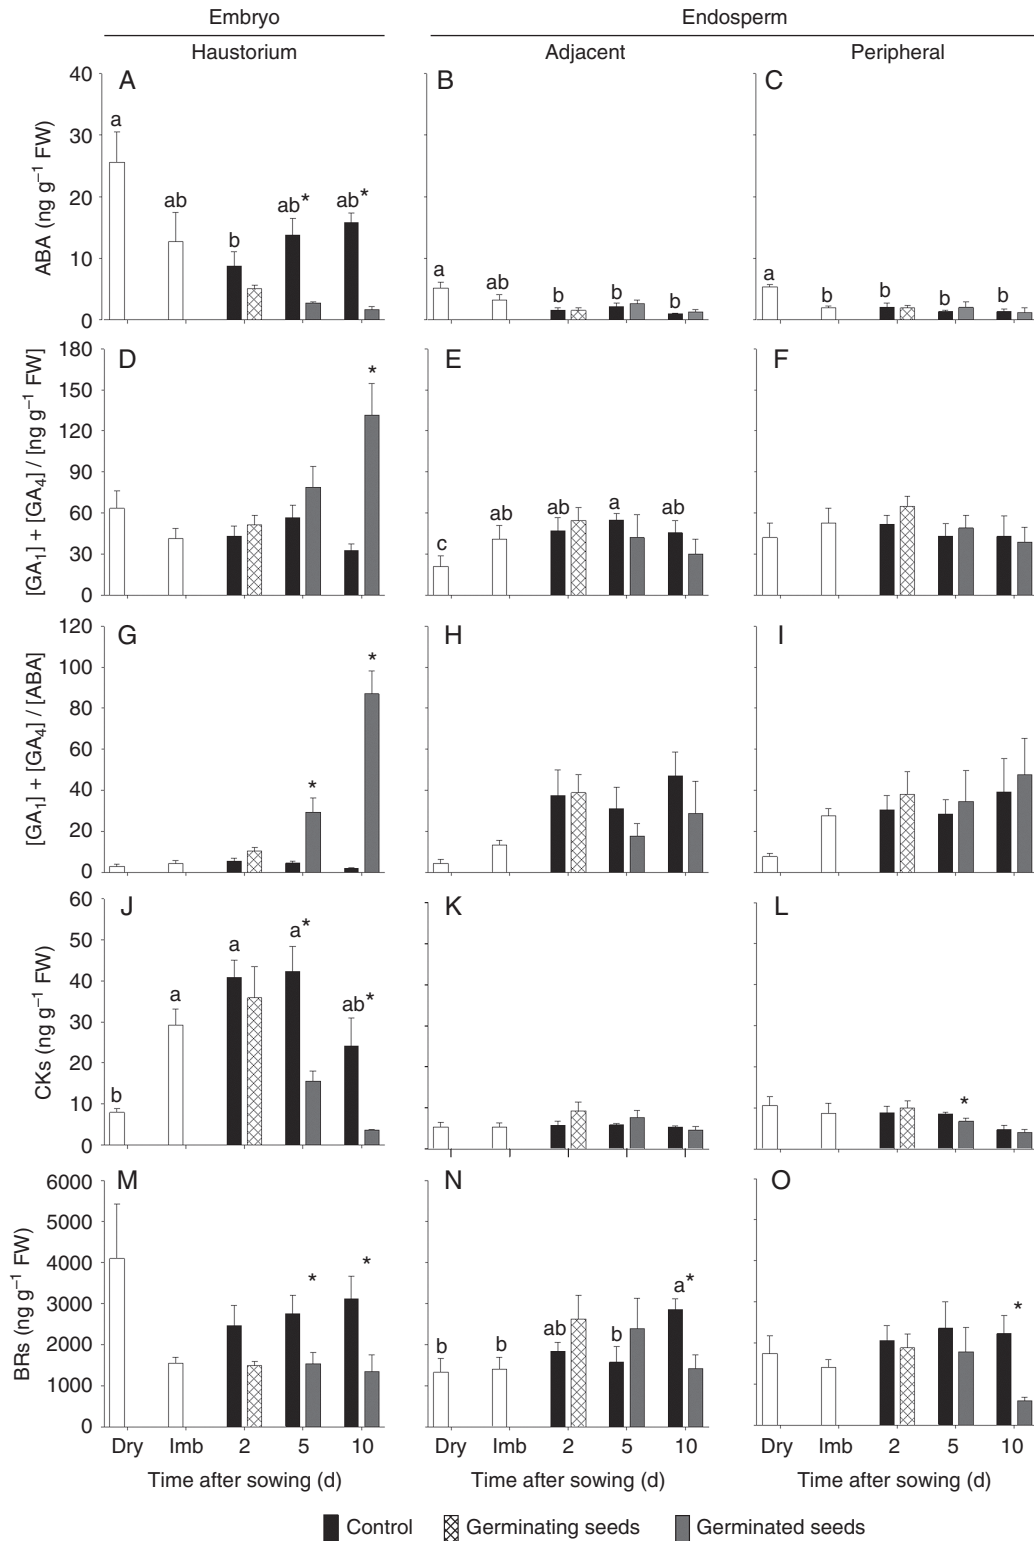 Embryo Endosperm
Haustorium Adjacent Peripheral
A B C
ABA (ng g⁻¹ FW)
40
30
20
10
0
a ab b ab* ab*
a ab b b b
a b b b b
D E F
[GA₁] + [GA₄] / [ng g⁻¹ FW]
180
150
120
90
60
30
0
*
c ab ab a ab
G H I
[GA₁] + [GA₄] / [ABA]
120
100
80
60
40
20
0
* *
J K L
CKs (ng g⁻¹ FW)
60
50
40
30
20
10
0
b a a a* ab*
*
M N O
BRs (ng g⁻¹ FW)
6000
5000
4000
3000
2000
1000
0
* *
b b ab b a*
*
Dry Imb 2 5 10 Dry Imb 2 5 10 Dry Imb 2 5 10
Time after sowing (d) Time after sowing (d) Time after sowing (d)
Control Germinating seeds Germinated seeds